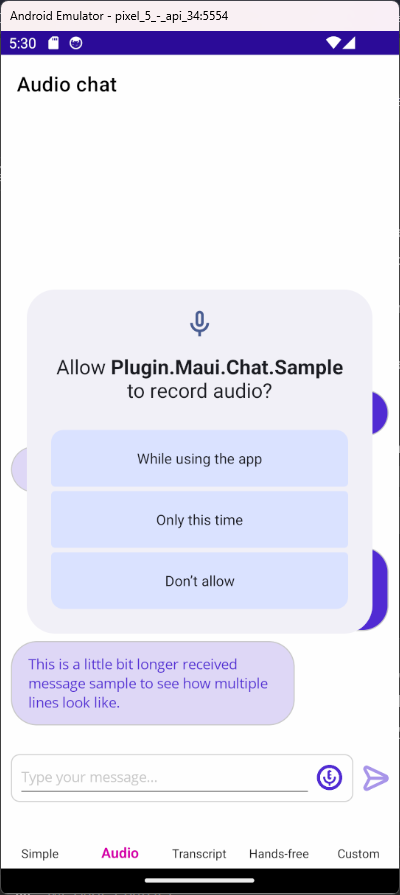 Android Emulator - pixel_5_-_api_34:5554
5:30
Audio chat
Allow Plugin.Maui.Chat.Sample
to record audio?
While using the app
Only this time
Don't allow
This is a little bit longer received
message sample to see how multiple
lines look like.
Type your message...
Simple Audio Transcript Hands-free Custom